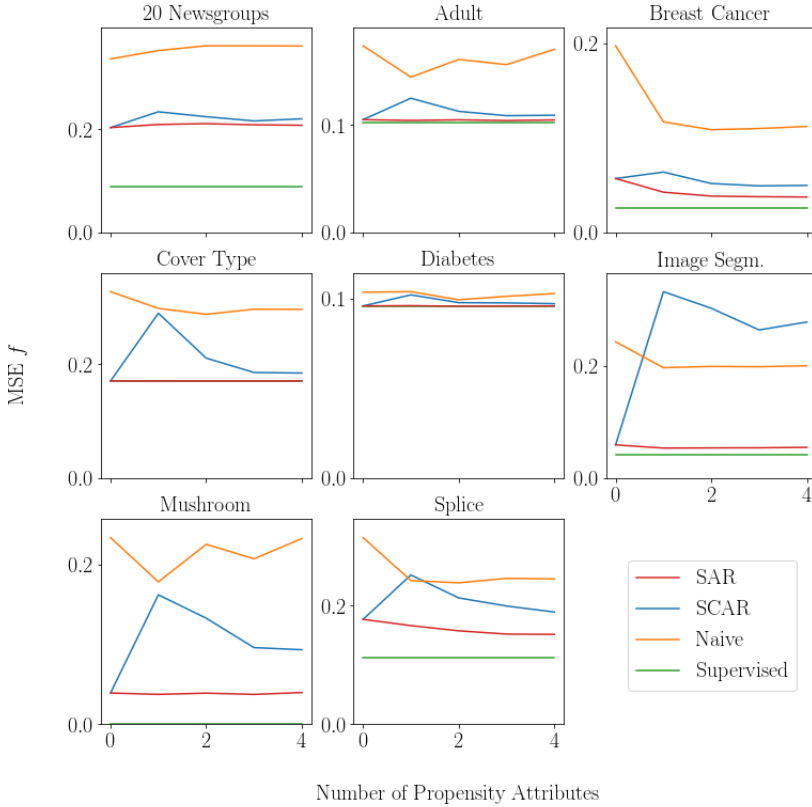 20 Newsgroups
Adult
Breast Cancer
0.2
0.0
0.1
0.0
0.2
0.0
Cover Type
Diabetes
Image Segm.
0.2
0.0
0.1
0.0
0.2
0.0
0 2 4
Mushroom
Splice
0.2
0.0
0 2 4
0.2
0.0
0 2 4
SAR
SCAR
Naive
Supervised
MSE f
Number of Propensity Attributes